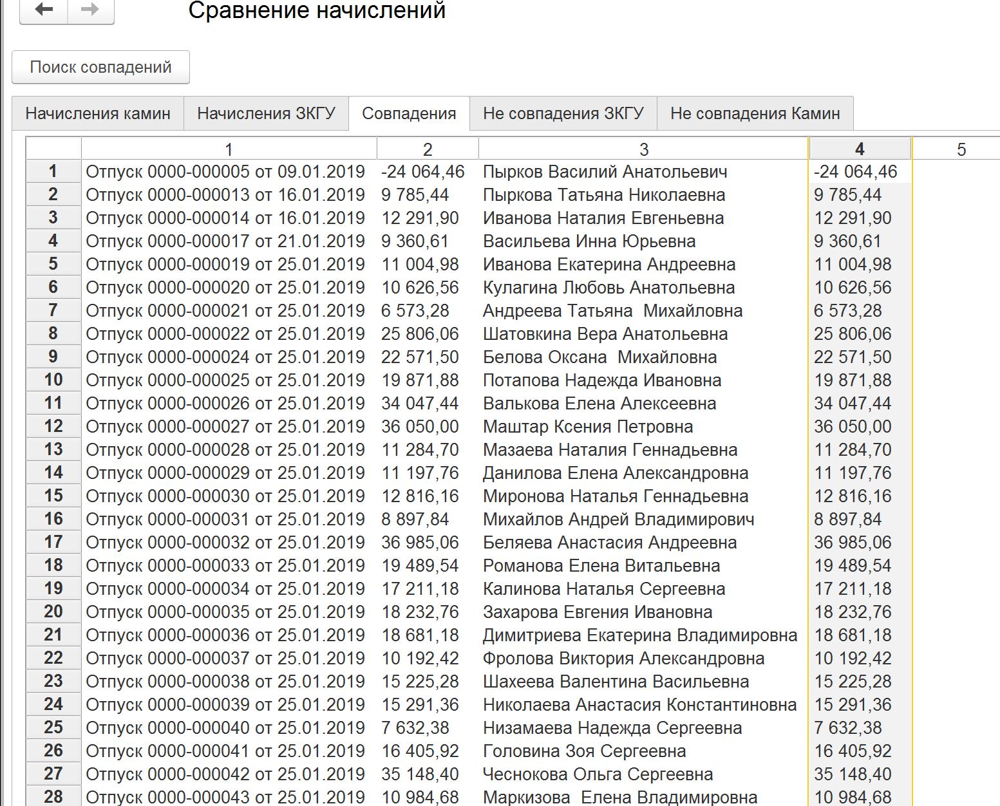 Сравнение начислений
Поиск совпадений
Начисления камин Начисления ЗКГУ Совпадения Не совпадения ЗКГУ Не совпадения Камин
1 2 3 4 5
1 Отпуск 0000-000005 от 09.01.2019 -24 064,46 Пырков Василий Анатольевич -24 064,46
2 Отпуск 0000-000013 от 16.01.2019 9 785,44 Пыркова Татьяна Николаевна 9 785,44
3 Отпуск 0000-000014 от 16.01.2019 12 291,90 Иванова Наталия Евгеньевна 12 291,90
4 Отпуск 0000-000017 от 21.01.2019 9 360,61 Васильева Инна Юрьевна 9 360,61
5 Отпуск 0000-000019 от 25.01.2019 11 004,98 Иванова Екатерина Андреевна 11 004,98
6 Отпуск 0000-000020 от 25.01.2019 10 626,56 Кулагина Любовь Анатольевна 10 626,56
7 Отпуск 0000-000021 от 25.01.2019 6 573,28 Андреева Татьяна  Михайловна 6 573,28
8 Отпуск 0000-000022 от 25.01.2019 25 806,06 Шатовкина Вера Анатольевна 25 806,06
9 Отпуск 0000-000024 от 25.01.2019 22 571,50 Белова Оксана  Михайловна 22 571,50
10 Отпуск 0000-000025 от 25.01.2019 19 871,88 Потапова Надежда Ивановна 19 871,88
11 Отпуск 0000-000026 от 25.01.2019 34 047,44 Валькова Елена Алексеевна 34 047,44
12 Отпуск 0000-000027 от 25.01.2019 36 050,00 Маштар Ксения Петровна 36 050,00
13 Отпуск 0000-000028 от 25.01.2019 11 284,70 Мазаева Наталия Геннадьевна 11 284,70
14 Отпуск 0000-000029 от 25.01.2019 11 197,76 Данилова Елена Александровна 11 197,76
15 Отпуск 0000-000030 от 25.01.2019 12 816,16 Миронова Наталья Геннадьевна 12 816,16
16 Отпуск 0000-000031 от 25.01.2019 8 897,84 Михайлов Андрей Владимирович 8 897,84
17 Отпуск 0000-000032 от 25.01.2019 36 985,06 Беляева Анастасия Андреевна 36 985,06
18 Отпуск 0000-000033 от 25.01.2019 19 489,54 Романова Елена Витальевна 19 489,54
19 Отпуск 0000-000034 от 25.01.2019 17 211,18 Калинова Наталья Сергеевна 17 211,18
20 Отпуск 0000-000035 от 25.01.2019 18 232,76 Захарова Евгения Ивановна 18 232,76
21 Отпуск 0000-000036 от 25.01.2019 18 681,18 Димитриева Екатерина Владимировна 18 681,18
22 Отпуск 0000-000037 от 25.01.2019 10 192,42 Фролова Виктория Александровна 10 192,42
23 Отпуск 0000-000038 от 25.01.2019 15 225,28 Шахеева Валентина Васильевна 15 225,28
24 Отпуск 0000-000039 от 25.01.2019 15 291,36 Николаева Анастасия Константиновна 15 291,36
25 Отпуск 0000-000040 от 25.01.2019 7 632,38 Низамаева Надежда Сергеевна 7 632,38
26 Отпуск 0000-000041 от 25.01.2019 16 405,92 Головина Зоя Сергеевна 16 405,92
27 Отпуск 0000-000042 от 25.01.2019 35 148,40 Чеснокова Ольга Сергеевна 35 148,40
28 Отпуск 0000-000043 от 25.01.2019 10 984,68 Маркизова  Елена Владимировна 10 984,68